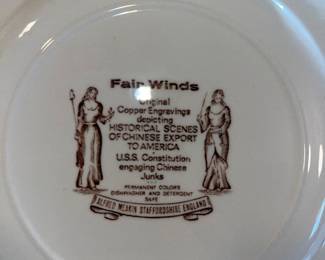 Fair Winds
Original
Copper Engravings
depicting
HISTORICAL SCENES
OF CHINESE EXPORT
TO AMERICA
U.S.S. Constitution
engaging Chinese
Junks
PERMANENT COLORS
DISHWASHER AND DETERGENT
SAFE
ALFRED MEAKIN STAFFORDSHIRE ENGLAND